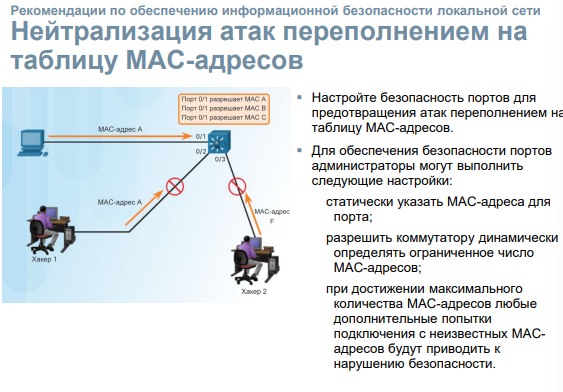 Рекомендации по обеспечению информационной безопасности локальной сети
Нейтрализация атак переполнением на
таблицу MAC-адресов
Порт 0/1 разрешает MAC A
Порт 0/1 разрешает MAC B
Порт 0/1 разрешает MAC C
MAC-адрес A
0/1
0/2
0/3
MAC-адрес A
MAC-адрес
F
Хакер 1
Хакер 2
Настройте безопасность портов для
предотвращения атак переполнением на
таблицу MAC-адресов.
Для обеспечения безопасности портов
администраторы могут выполнить
следующие настройки:
статически указать MAC-адреса для
порта;
разрешить коммутатору динамически
определять ограниченное число
MAC-адресов;
при достижении максимального
количества MAC-адресов любые
дополнительные попытки
подключения с неизвестных MAC-
адресов будут приводить к
нарушению безопасности.